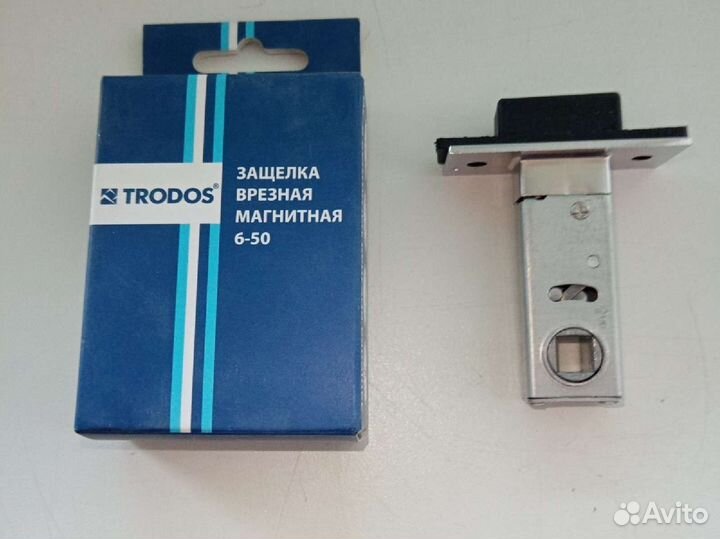 TRODOS®
ЗАЩЕЛКА
ВРЕЗНАЯ
МАГНИТНАЯ
6-50
Avito